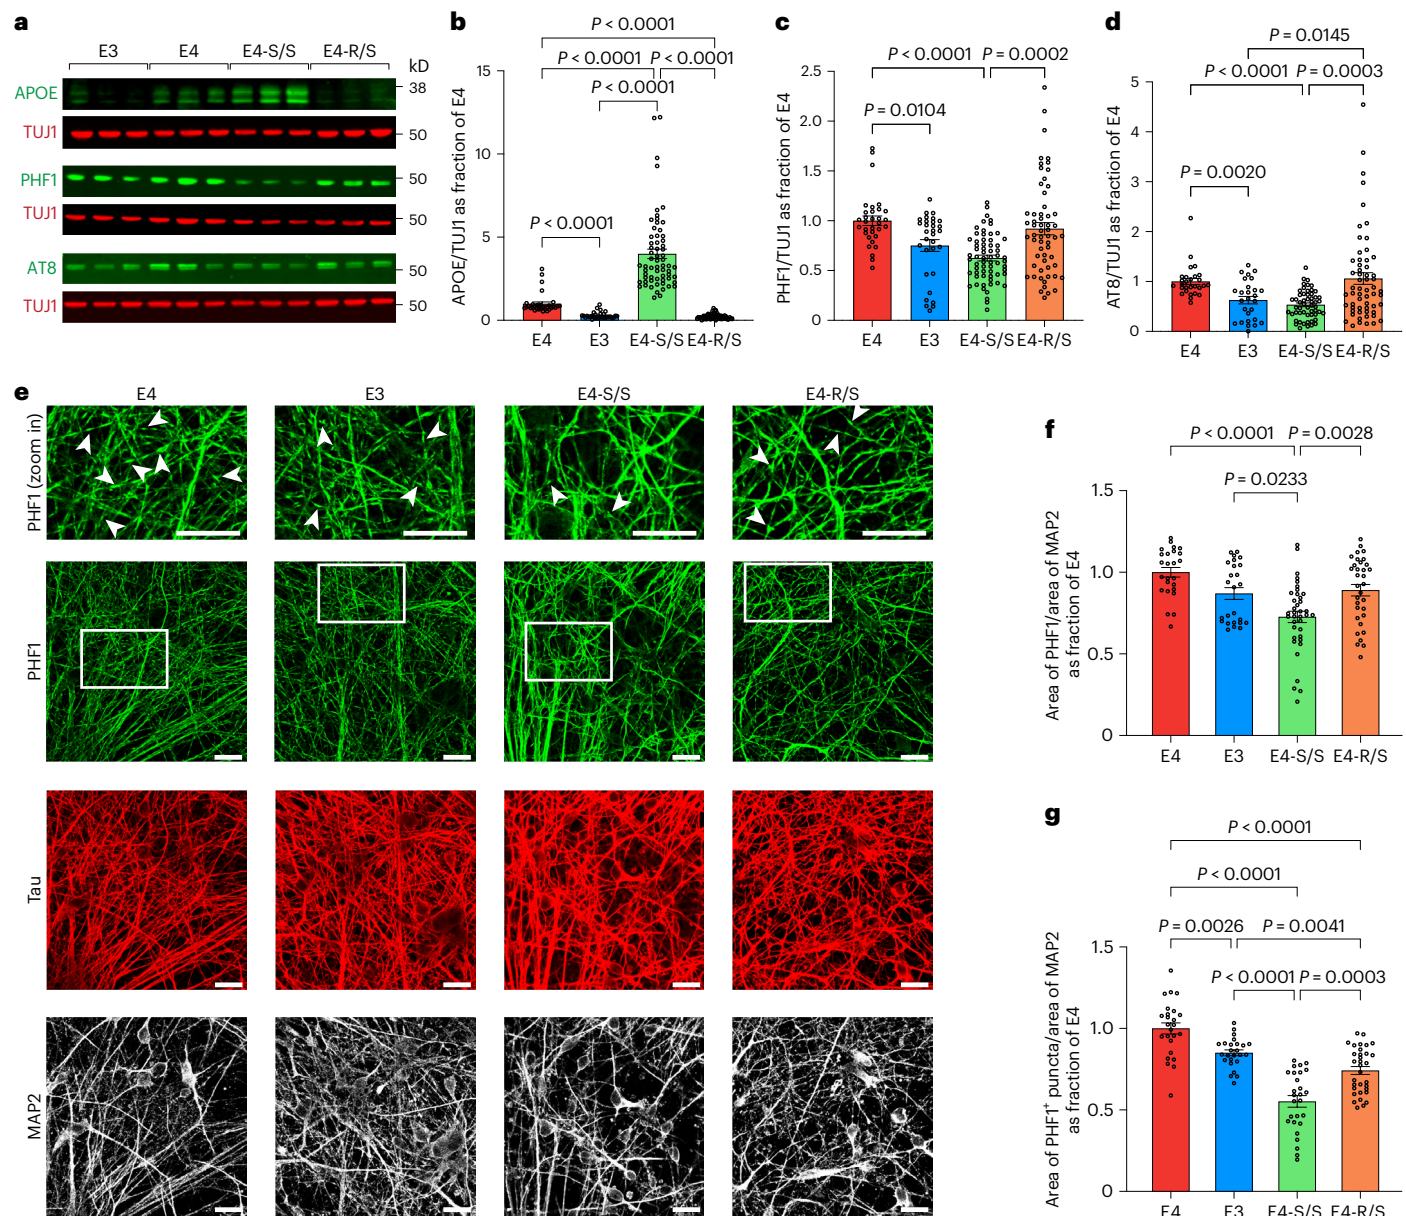 a
E3 E4 E4-S/S E4-R/S
kD
APOE 38
TUJ1 50
PHF1 50
TUJ1 50
AT8 50
TUJ1 50
b
P < 0.0001
P < 0.0001 P < 0.0001
P < 0.0001
P < 0.0001
APOE/TUJ1 as fraction of E4
15
10
5
0
E4 E3 E4-S/S E4-R/S
c
P < 0.0001 P = 0.0002
P = 0.0104
PHF1/TUJ1 as fraction of E4
2.5
2.0
1.5
1.0
0.5
0
E4 E3 E4-S/S E4-R/S
d
P = 0.0145
P < 0.0001 P = 0.0003
P = 0.0020
AT8/TUJ1 as fraction of E4
5
4
3
2
1
0
E4 E3 E4-S/S E4-R/S
e
E4 E3 E4-S/S E4-R/S
PHF1 (zoom in)
PHF1
Tau
MAP2
f
P < 0.0001 P = 0.0028
P = 0.0233
Area of PHF1/area of MAP2
as fraction of E4
1.5
1.0
0.5
0
E4 E3 E4-S/S E4-R/S
g
P < 0.0001
P < 0.0001
P = 0.0026 P = 0.0041
P < 0.0001 P = 0.0003
Area of PHF1⁺ puncta/area of MAP2
as fraction of E4
1.5
1.0
0.5
0
E4 E3 E4-S/S E4-R/S